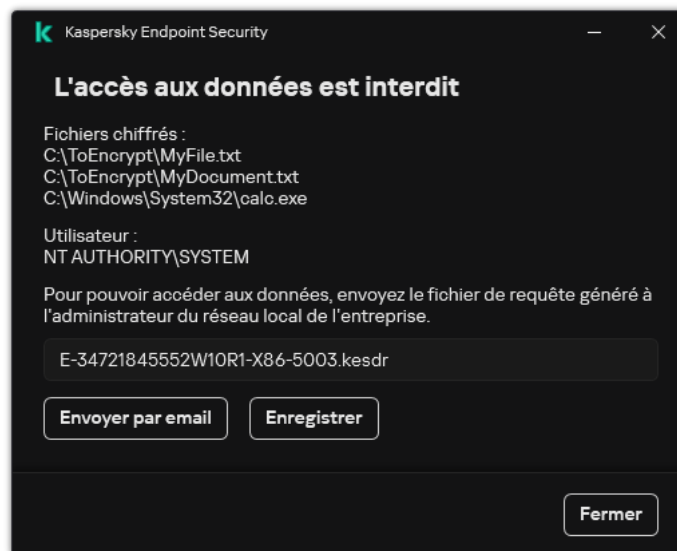 Kaspersky Endpoint Security
L'accès aux données est interdit
Fichiers chiffrés :
C:\ToEncrypt\MyFile.txt
C:\ToEncrypt\MyDocument.txt
C:\Windows\System32\calc.exe
Utilisateur :
NT AUTHORITY\SYSTEM
Pour pouvoir accéder aux données, envoyez le fichier de requête généré à
l'administrateur du réseau local de l'entreprise.
E-34721845552W10R1-X86-5003.kesdr
Envoyer par email
Enregistrer
Fermer